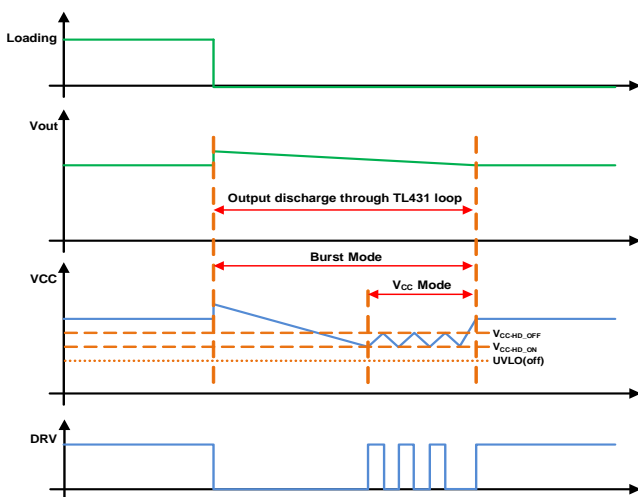 Loading
Vout
Output discharge through TL431 loop
Burst Mode
VCC
VCC Mode
VCC-HD_OFF
VCC-HD_ON
UVLO(off)
DRV